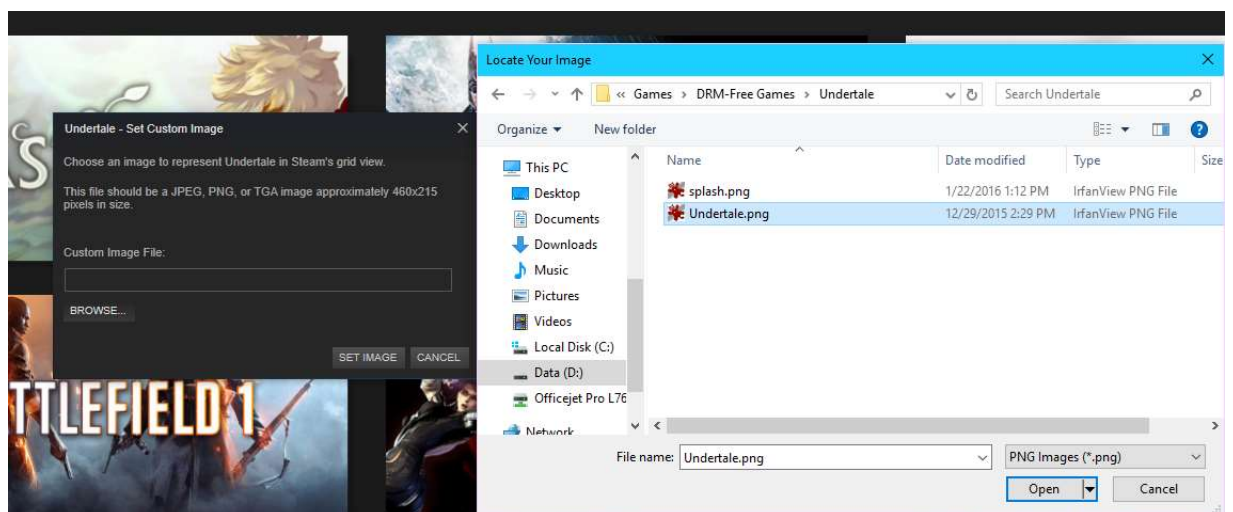 AS
TTLEFIELD 1
Undertale - Set Custom Image
Choose an image to represent Undertale in Steam's grid view.
This file should be a JPEG, PNG, or TGA image approximately 460x215
pixels in size.
Custom Image File:
BROWSE...
SET IMAGE CANCEL
Locate Your Image
« Games > DRM-Free Games > Undertale
Search Undertale
Organize New folder
This PC
Desktop
Documents
Downloads
Music
Pictures
Videos
Local Disk (C:)
Data (D:)
Officejet Pro L76
Network
Name Date modified Type Size
splash.png 1/22/2016 1:12 PM IrfanView PNG File
Undertale.png 12/29/2015 2:29 PM IrfanView PNG File
File name: Undertale.png PNG Images (*.png)
Open Cancel